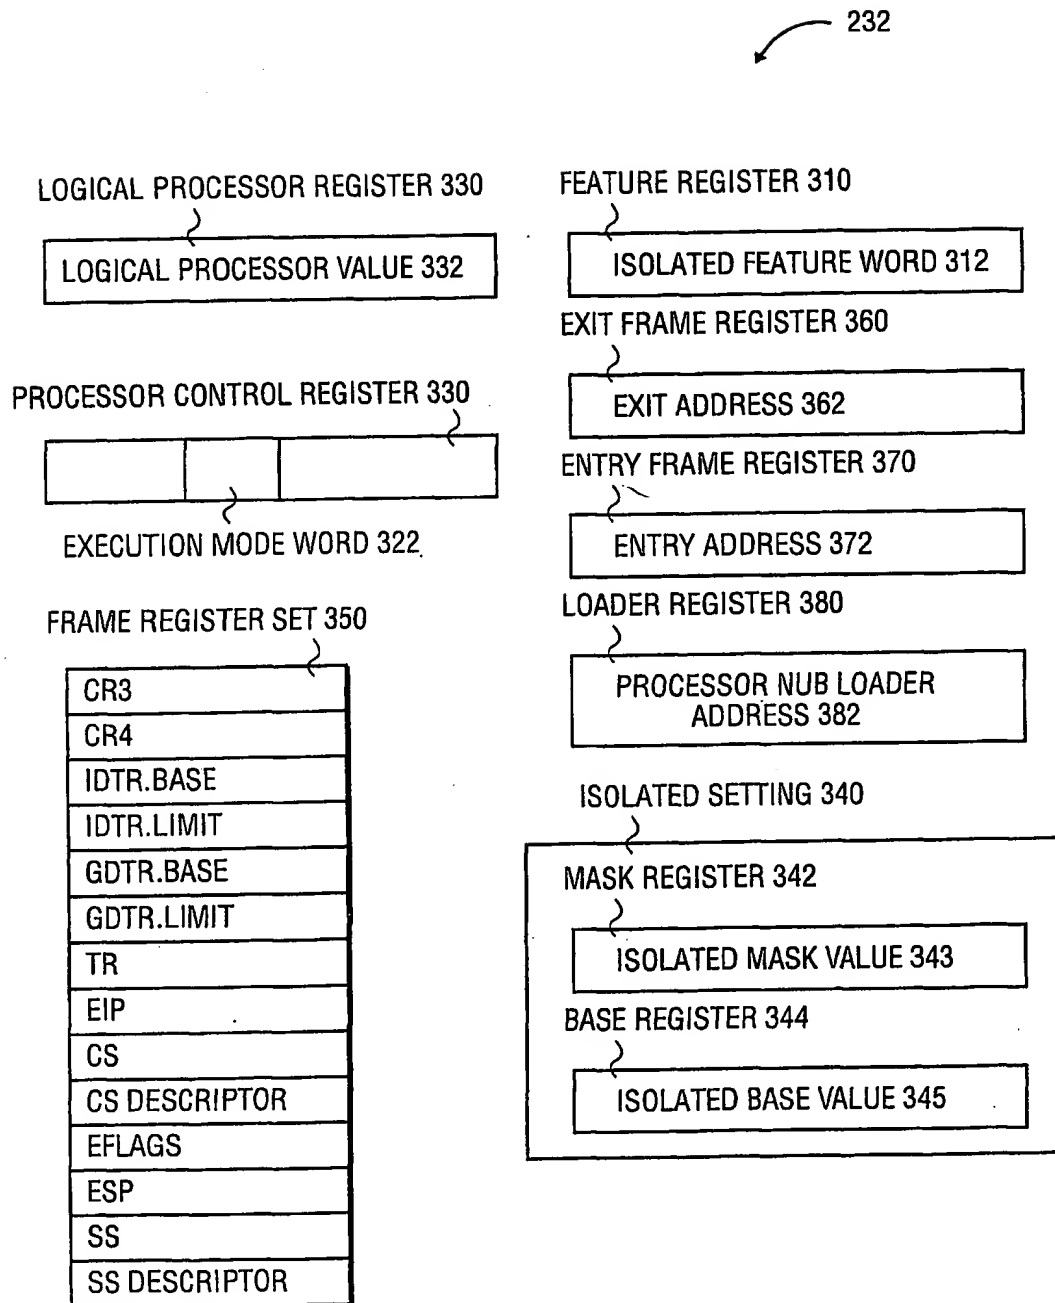 232
LOGICAL PROCESSOR REGISTER 330
LOGICAL PROCESSOR VALUE 332
PROCESSOR CONTROL REGISTER 330
EXECUTION MODE WORD 322
FRAME REGISTER SET 350
CR3
CR4
IDTR.BASE
IDTR.LIMIT
GDTR.BASE
GDTR.LIMIT
TR
EIP
CS
CS DESCRIPTOR
EFLAGS
ESP
SS
SS DESCRIPTOR
FEATURE REGISTER 310
ISOLATED FEATURE WORD 312
EXIT FRAME REGISTER 360
EXIT ADDRESS 362
ENTRY FRAME REGISTER 370
ENTRY ADDRESS 372
LOADER REGISTER 380
PROCESSOR NUB LOADER
ADDRESS 382
ISOLATED SETTING 340
MASK REGISTER 342
ISOLATED MASK VALUE 343
BASE REGISTER 344
ISOLATED BASE VALUE 345